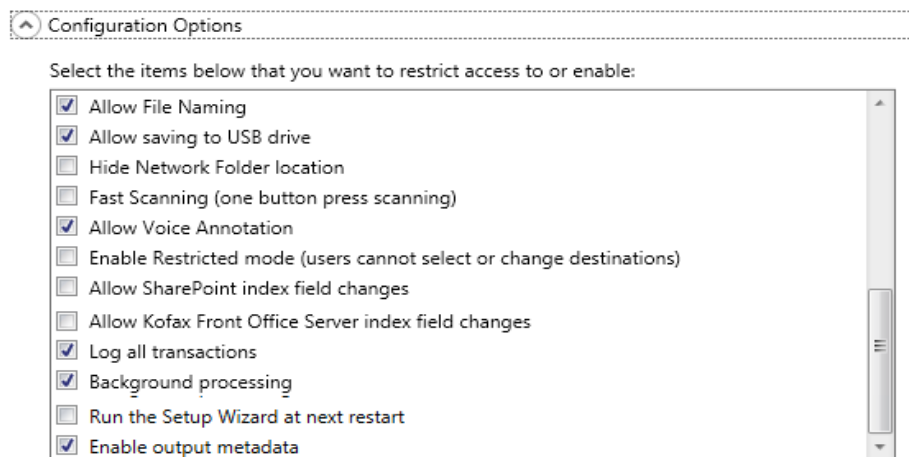 Configuration Options
Select the items below that you want to restrict access to or enable:
Allow File Naming
Allow saving to USB drive
Hide Network Folder location
Fast Scanning (one button press scanning)
Allow Voice Annotation
Enable Restricted mode (users cannot select or change destinations)
Allow SharePoint index field changes
Allow Kofax Front Office Server index field changes
Log all transactions
Background processing
Run the Setup Wizard at next restart
Enable output metadata